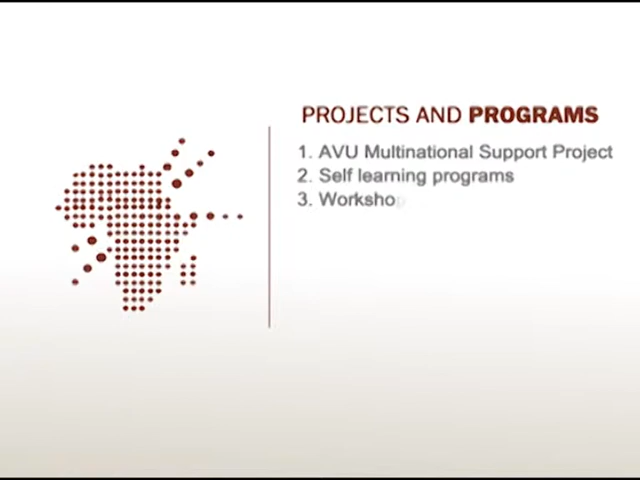 PROJECTS AND PROGRAMS
1. AVU Multinational Support Project
2. Self learning programs
3. Worksho